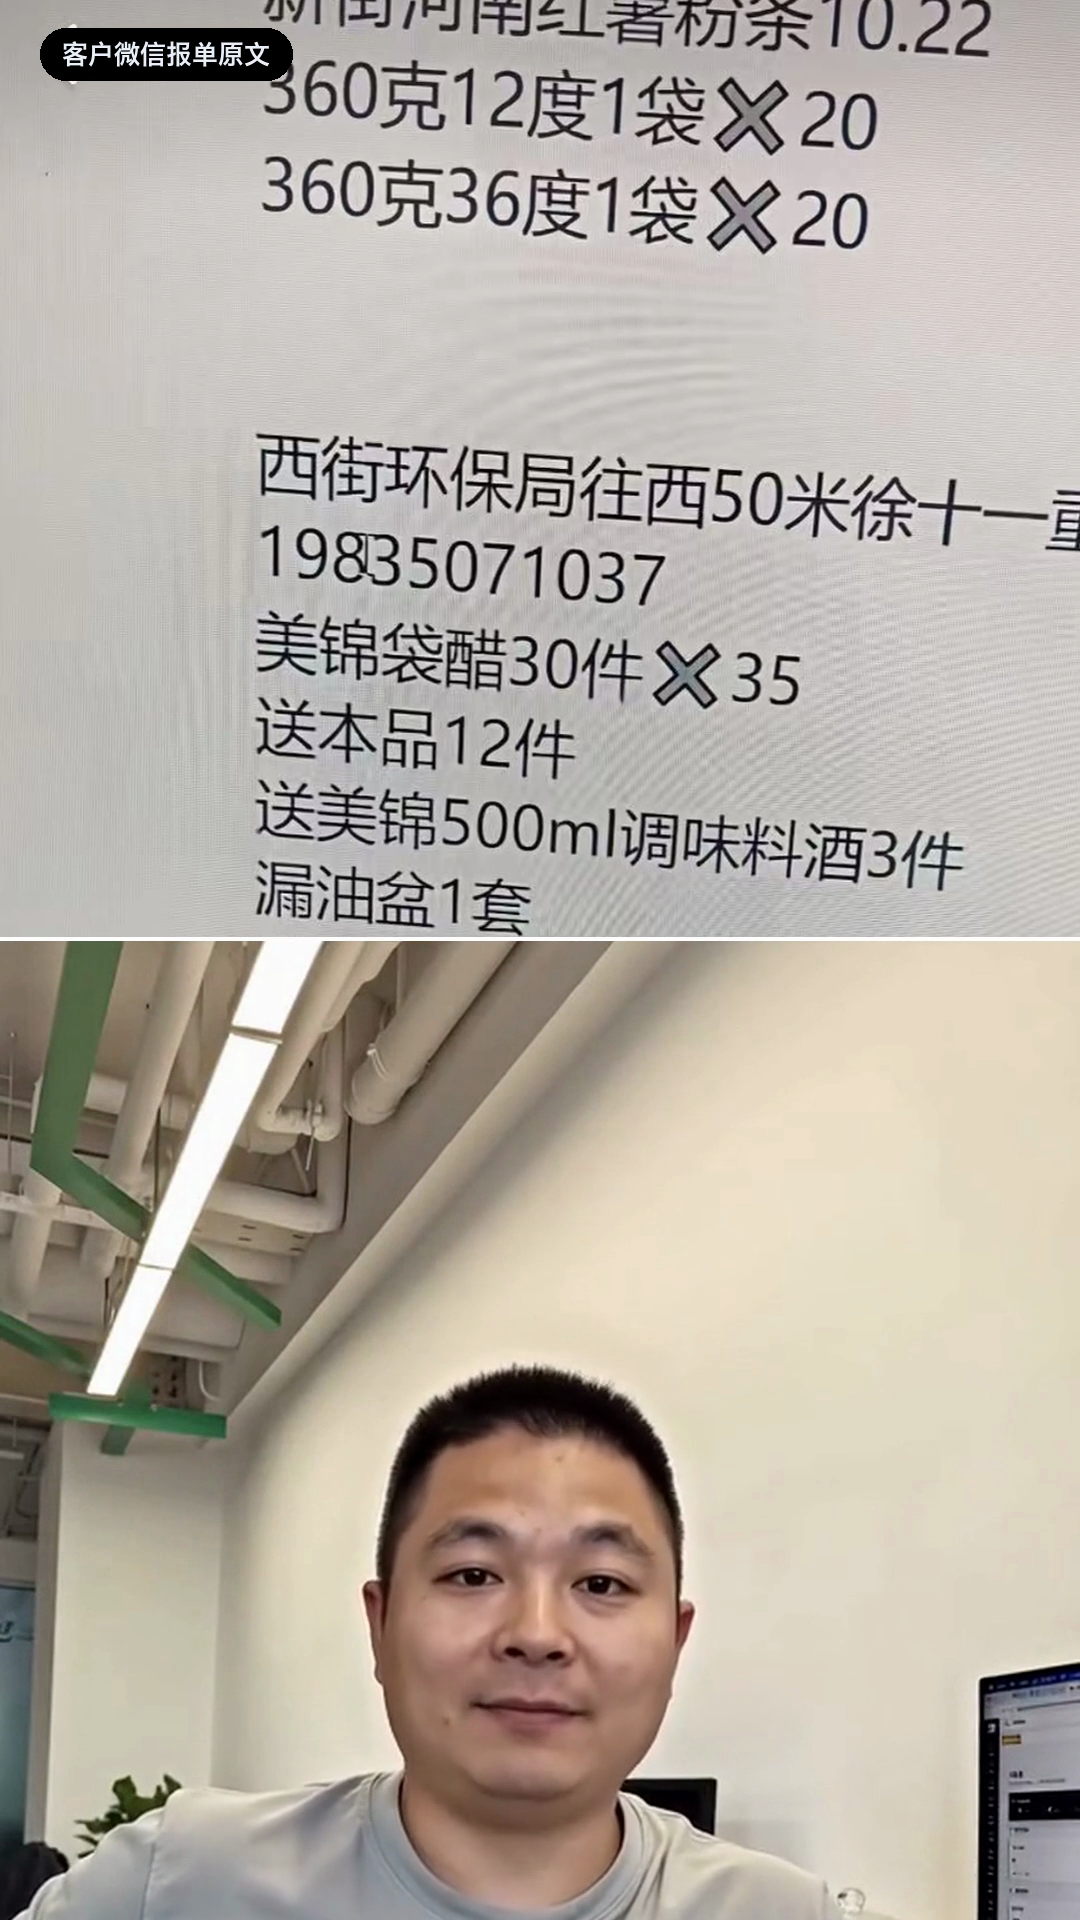 客户微信报单原文
新街河南红薯粉条10.22
360克12度1袋✖20
360克36度1袋✖20
西街环保局往西50米徐十一重
19835071037
美锦袋醋30件✖35
送本品12件
送美锦500ml调味料酒3件
漏油盆1套